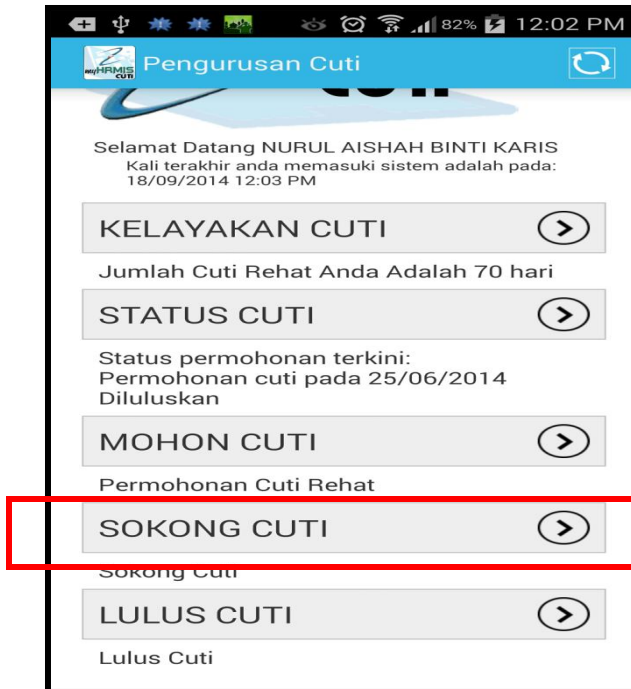 82% 12:02 PM
myHRMIS CUTI Pengurusan Cuti
Selamat Datang NURUL AISHAH BINTI KARIS
Kali terakhir anda memasuki sistem adalah pada:
18/09/2014 12:03 PM
KELAYAKAN CUTI
Jumlah Cuti Rehat Anda Adalah 70 hari
STATUS CUTI
Status permohonan terkini:
Permohonan cuti pada 25/06/2014
Diluluskan
MOHON CUTI
Permohonan Cuti Rehat
SOKONG CUTI
Sokong Cuti
LULUS CUTI
Lulus Cuti